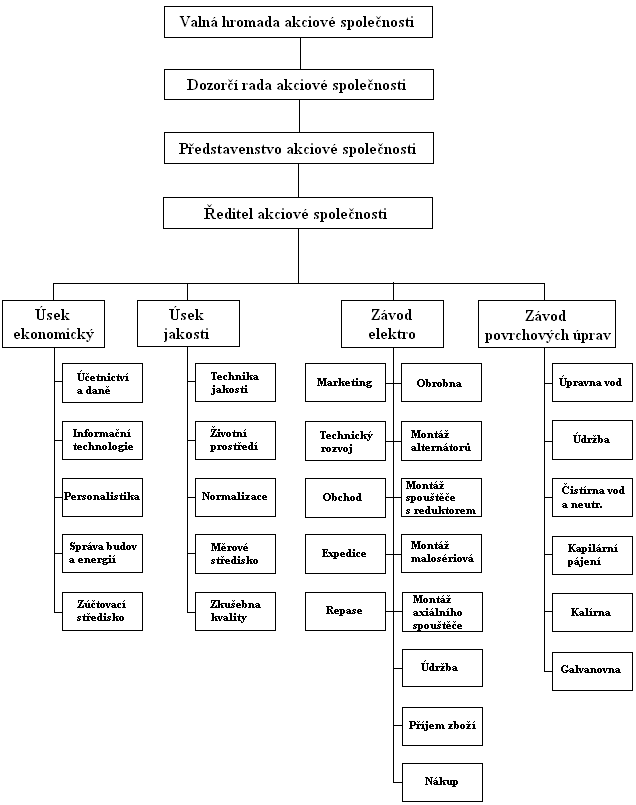 Valná hromada akciové společnosti
Dozorčí rada akciové společnosti
Představenstvo akciové společnosti
Ředitel akciové společnosti
Úsek
ekonomický
Účetnictví
a daně
Informační
technologie
Personalistika
Správa budov
a energií
Zúčtovací
středisko
Úsek
jakosti
Technika
jakosti
Životní
prostředí
Normalizace
Měrové
středisko
Zkušebna
kvality
Závod
elektro
Marketing
Technický
rozvoj
Obchod
Expedice
Repase
Obrobna
Montáž
alternátorů
Montáž
spouštěče
s reduktorem
Montáž
malosériová
Montáž
axiálního
spouštěče
Údržba
Příjem zboží
Nákup
Závod
povrchových úprav
Úpravna vod
Údržba
Čistírna vod
a neutr.
Kapilární
pájení
Kalírna
Galvanovna